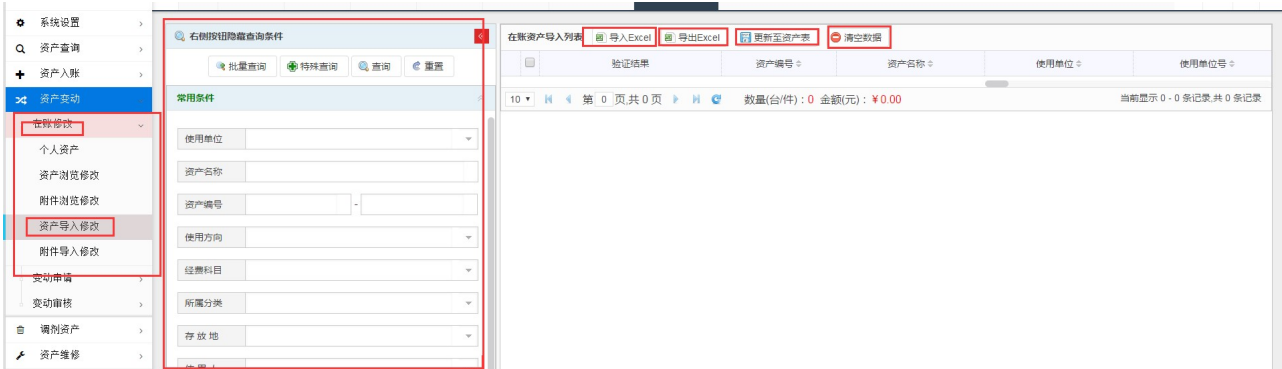 系统设置
资产查询
资产入账
资产变动
在账修改
个人资产
资产浏览修改
附件浏览修改
资产导入修改
附件导入修改
变动申请
变动审核
调剂资产
资产维修
右侧按钮隐藏查询条件
批量查询 特殊查询 查询 重置
常用条件
使用单位
资产名称
资产编号 -
使用方向
经费科目
所属分类
存 放 地
在账资产导入列表 导入Excel 导出Excel 更新至资产表 清空数据
验证结果 资产编号 资产名称 使用单位 使用单位号
10 第 0 页,共 0 页 数量(台/件)：0 金额(元)：￥0.00 当前显示 0 - 0 条记录,共 0 条记录